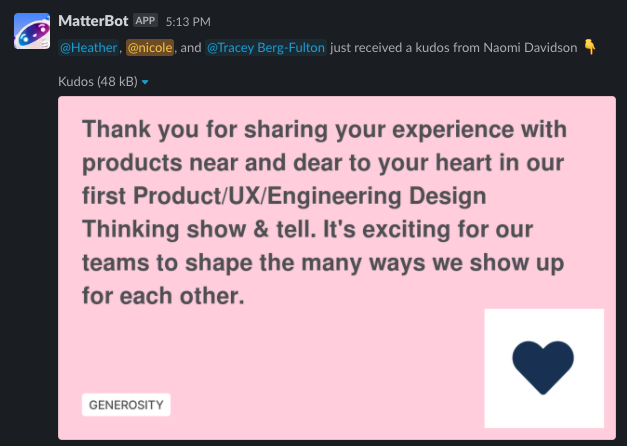 MatterBot APP 5:13 PM
@Heather, @nicole, and @Tracey Berg-Fulton just received a kudos from Naomi Davidson 👇
Kudos (48 kB)
Thank you for sharing your experience with
products near and dear to your heart in our
first Product/UX/Engineering Design
Thinking show & tell. It's exciting for our
teams to shape the many ways we show up
for each other.
GENEROSITY